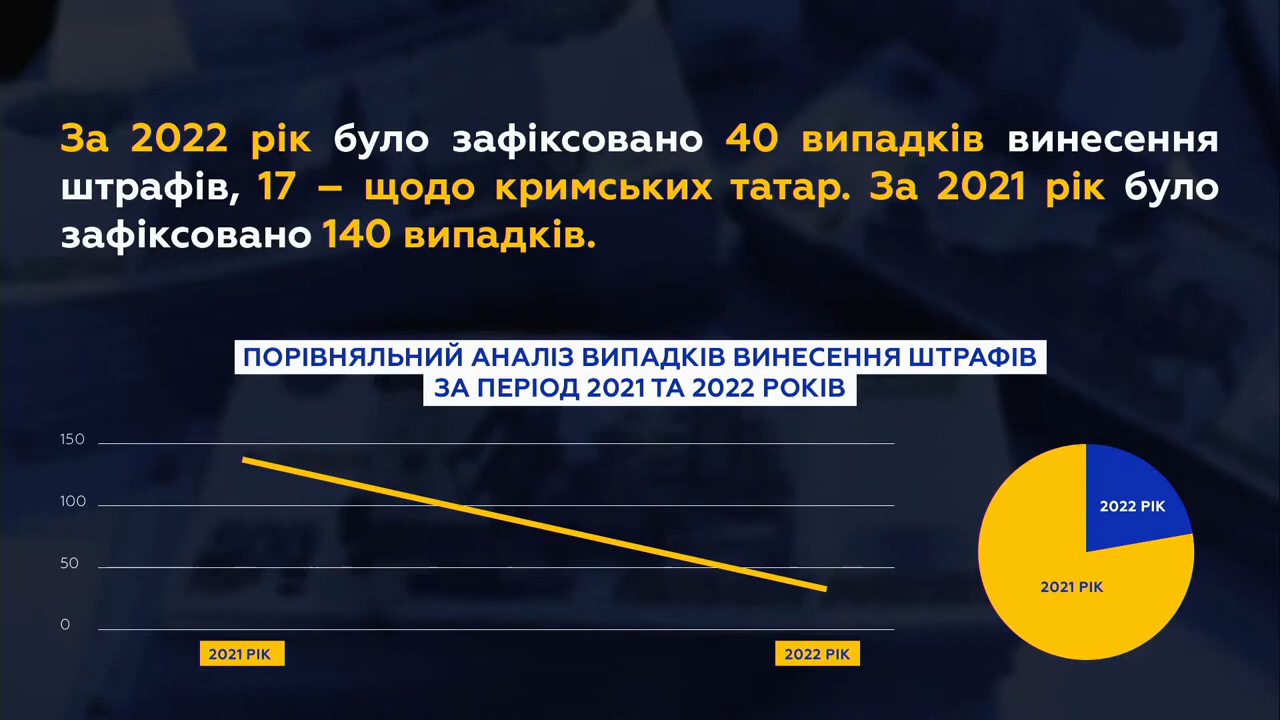 За 2022 рік було зафіксовано 40 випадків винесення
штрафів, 17 – щодо кримських татар. За 2021 рік було
зафіксовано 140 випадків.
ПОРІВНЯЛЬНИЙ АНАЛІЗ ВИПАДКІВ ВИНЕСЕННЯ ШТРАФІВ
ЗА ПЕРІОД 2021 ТА 2022 РОКІВ
150
100
50
0
2021 РІК
2022 РІК
2022 РІК
2021 РІК